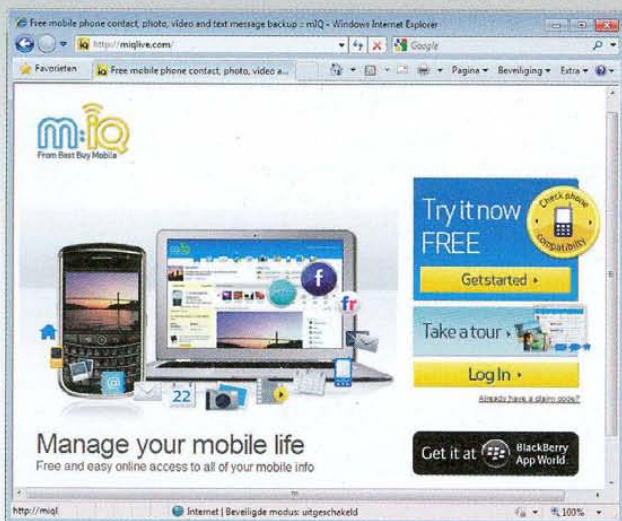 Free mobile phone contact, photo, video and text message backup :: mIQ - Windows Internet Explorer
iq http://miqlive.com/
Google
Favorieten
iq Free mobile phone contact, photo, video a...
Pagina Beveiliging Extra
m:iQ
From Best Buy Mobile
Try it now
FREE
Check phone
compatibility
Get started
Take a tour
Log In
Already have a claim code?
f
fr
@
22
Manage your mobile life
Free and easy online access to all of your mobile info
Get it at BlackBerry
App World
http://miql
Internet | Beveiligde modus: uitgeschakeld
100%